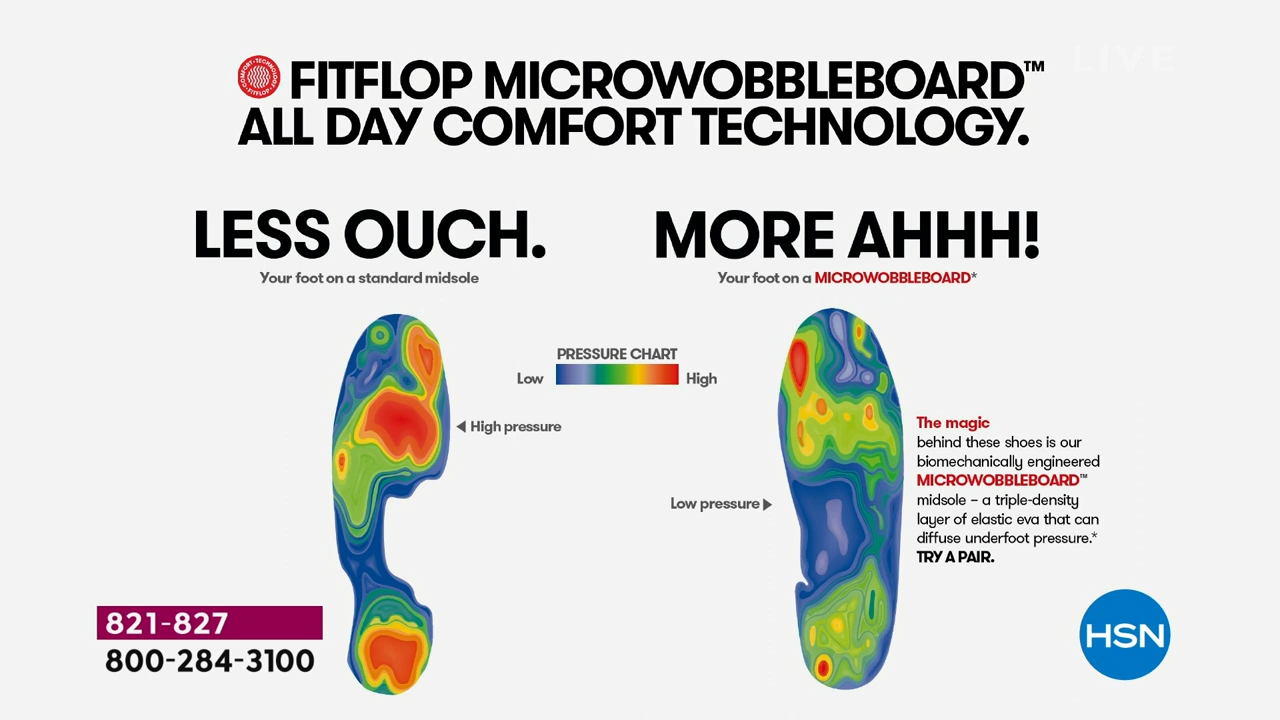 LIVE
FITFLOP MICROWOBBLEBOARD™
ALL DAY COMFORT TECHNOLOGY.
LESS OUCH.
Your foot on a standard midsole
MORE AHHH!
Your foot on a MICROWOBBLEBOARD*
PRESSURE CHART
Low
High
High pressure
Low pressure
The magic
behind these shoes is our
biomechanically engineered
MICROWOBBLEBOARD™
midsole – a triple-density
layer of elastic eva that can
diffuse underfoot pressure.*
TRY A PAIR.
821-827
800-284-3100
HSN